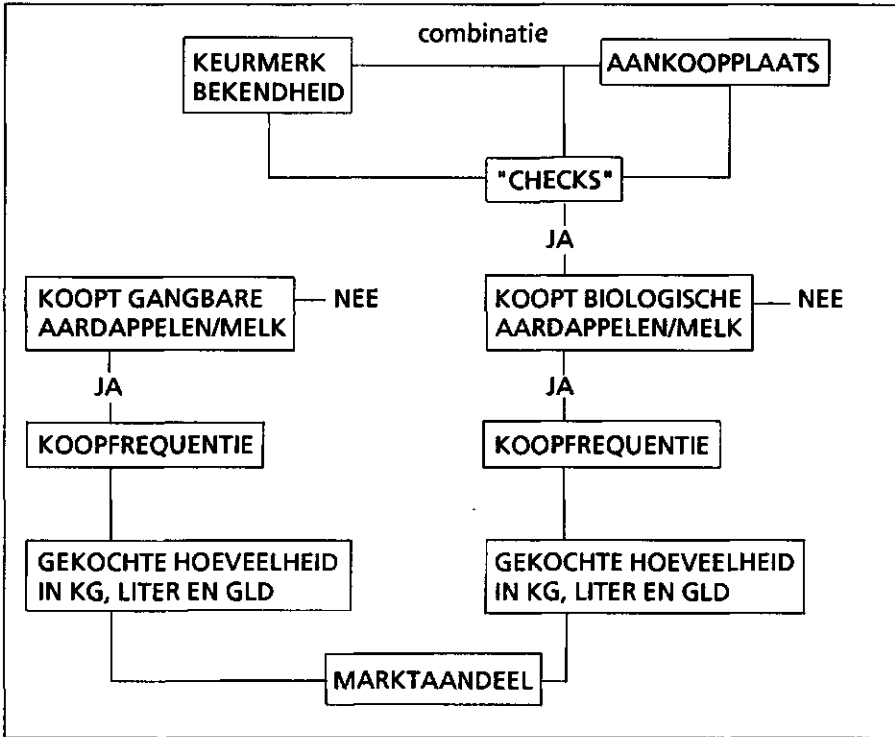 combinatie
KEURMERK
BEKENDHEID
AANKOOPPLAATS
"CHECKS"
JA
KOOPT GANGBARE
AARDAPPELEN/MELK
NEE
KOOPT BIOLOGISCHE
AARDAPPELEN/MELK
NEE
JA
JA
KOOPFREQUENTIE
KOOPFREQUENTIE
GEKOCHTE HOEVEELHEID
IN KG, LITER EN GLD
GEKOCHTE HOEVEELHEID
IN KG, LITER EN GLD
MARKTAANDEEL